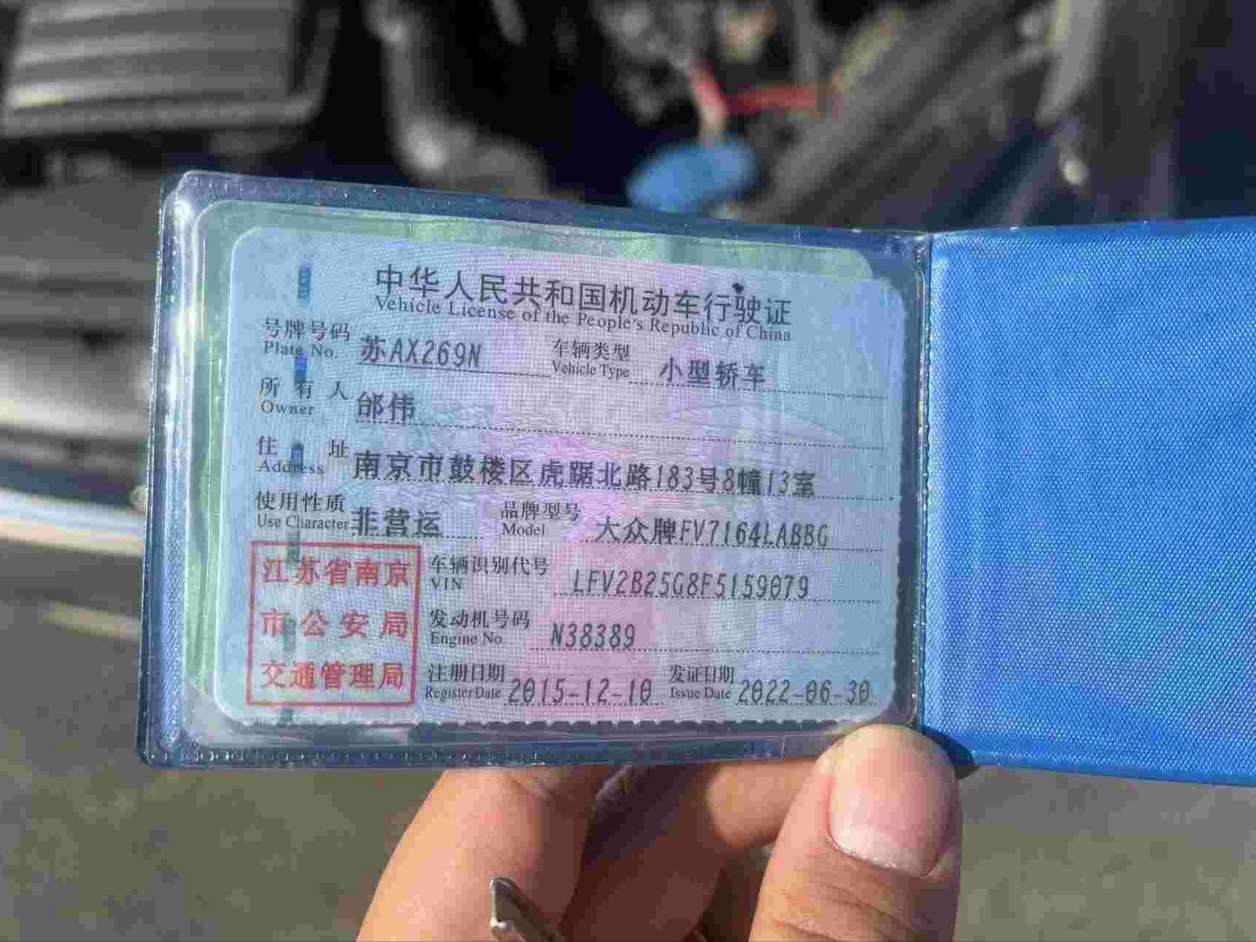 中华人民共和国机动车行驶证
Vehicle License of the People's Republic of China
号牌号码 苏AX269N 车辆类型 小型轿车
Plate No. Vehicle Type
所有人 邰伟
Owner
住址 南京市鼓楼区虎踞北路183号8幢13室
Address
使用性质 非营运 品牌型号 大众牌FV7164LABBG
Use Character Model
江苏省南京
市公安局
交通管理局
车辆识别代号 LFV2B25G8F5159079
VIN
发动机号码 N38389
Engine No.
注册日期 2015-12-10 发证日期 2022-06-30
Register Date Issue Date